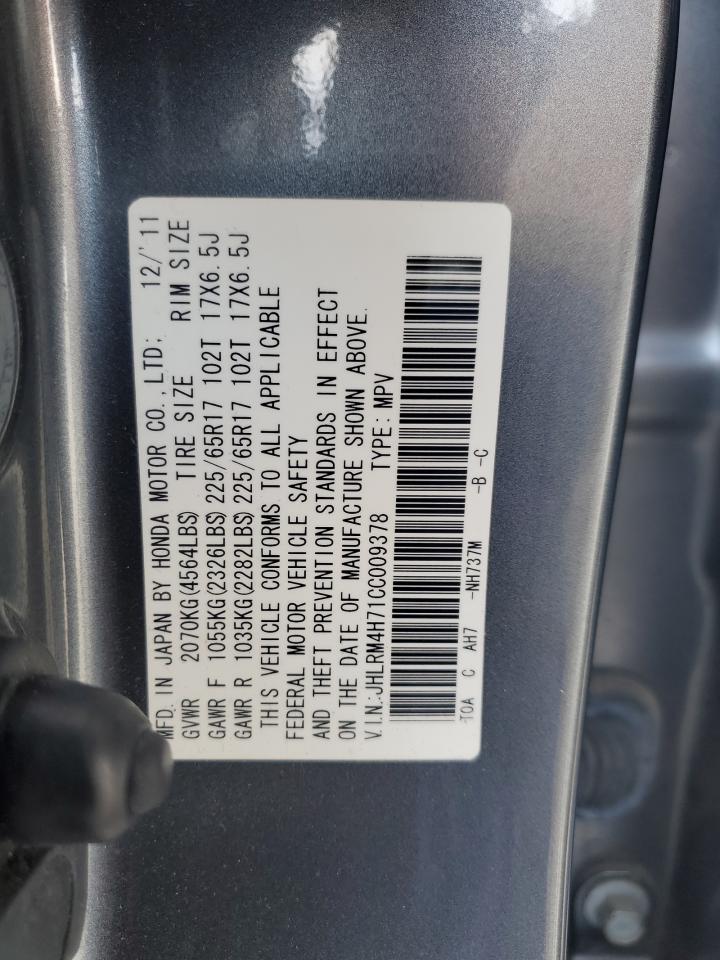 MFD. IN JAPAN BY HONDA MOTOR CO., LTD; 12/'11
GVWR 2070KG(4564LBS) TIRE SIZE RIM SIZE
GAWR F 1055KG(2326LBS) 225/65R17 102T 17X6.5J
GAWR R 1035KG(2282LBS) 225/65R17 102T 17X6.5J
THIS VEHICLE CONFORMS TO ALL APPLICABLE
FEDERAL MOTOR VEHICLE SAFETY
AND THEFT PREVENTION STANDARDS IN EFFECT
ON THE DATE OF MANUFACTURE SHOWN ABOVE.
V.I.N.:JHLRM4H71CC009378 TYPE: MPV
TOA C AH7 -NH737M -B -C